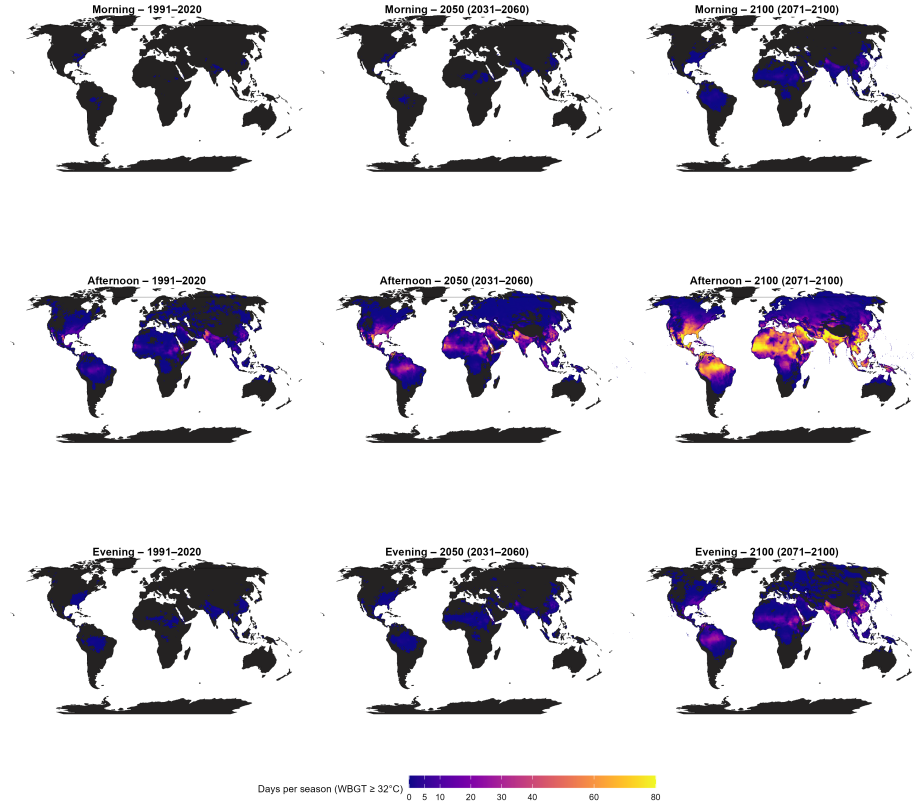 Morning – 1991–2020
Morning – 2050 (2031–2060)
Morning – 2100 (2071–2100)
Afternoon – 1991–2020
Afternoon – 2050 (2031–2060)
Afternoon – 2100 (2071–2100)
Evening – 1991–2020
Evening – 2050 (2031–2060)
Evening – 2100 (2071–2100)
Days per season (WBGT ≥ 32°C)
0 5 10 20 30 40 60 80